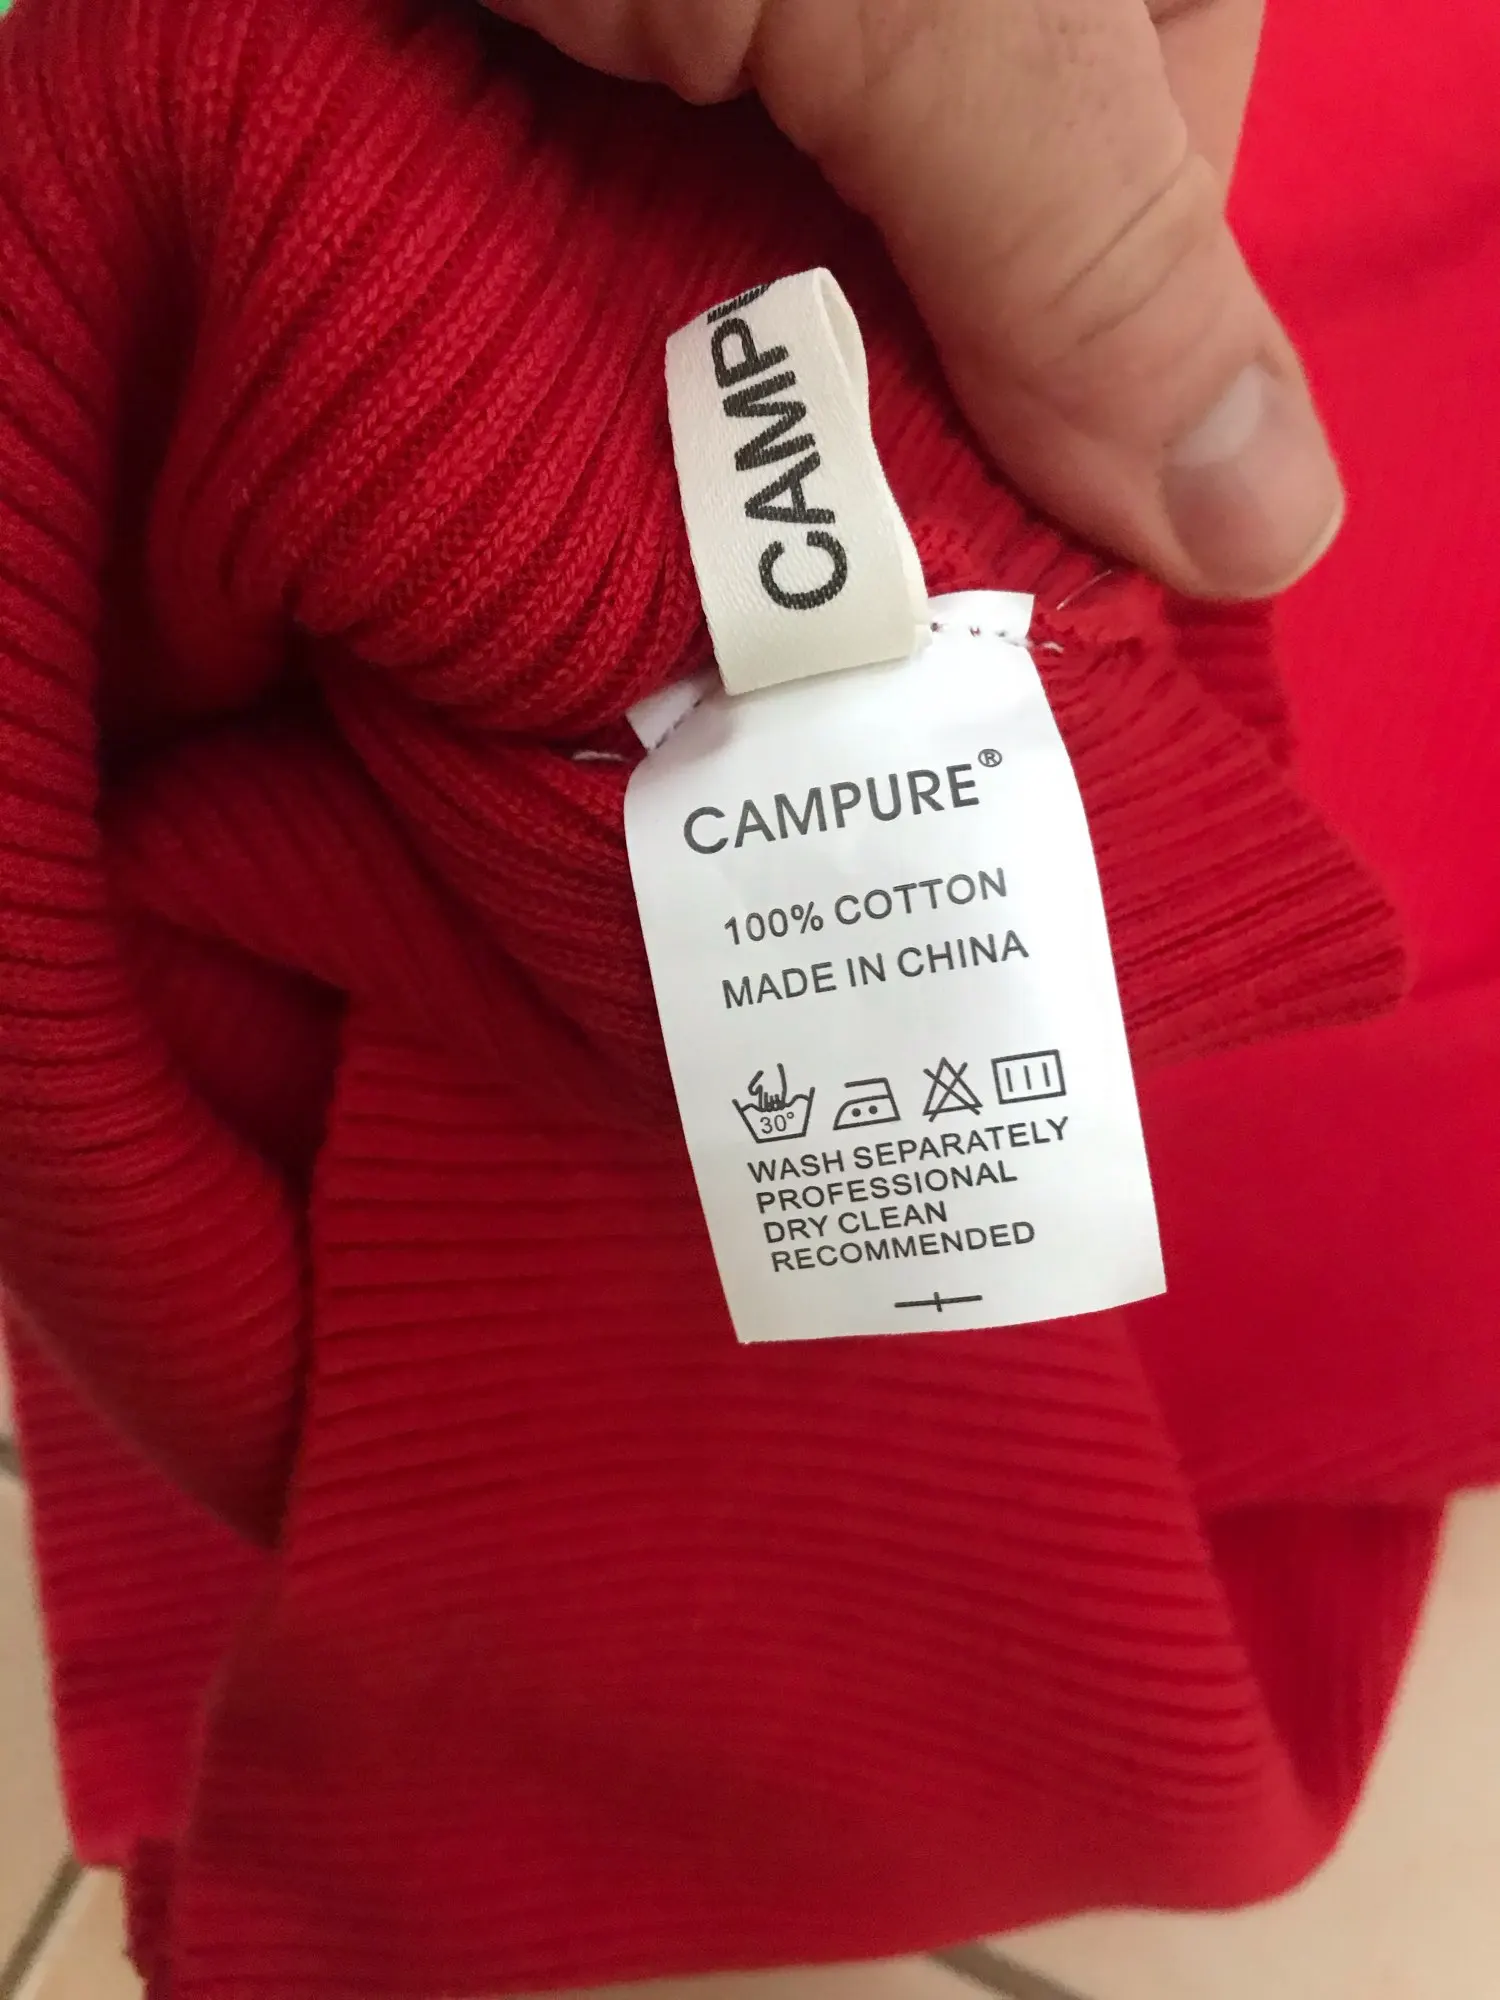 CAMP
CAMPURE®
100% COTTON
MADE IN CHINA
30°
WASH SEPARATELY
PROFESSIONAL
DRY CLEAN
RECOMMENDED